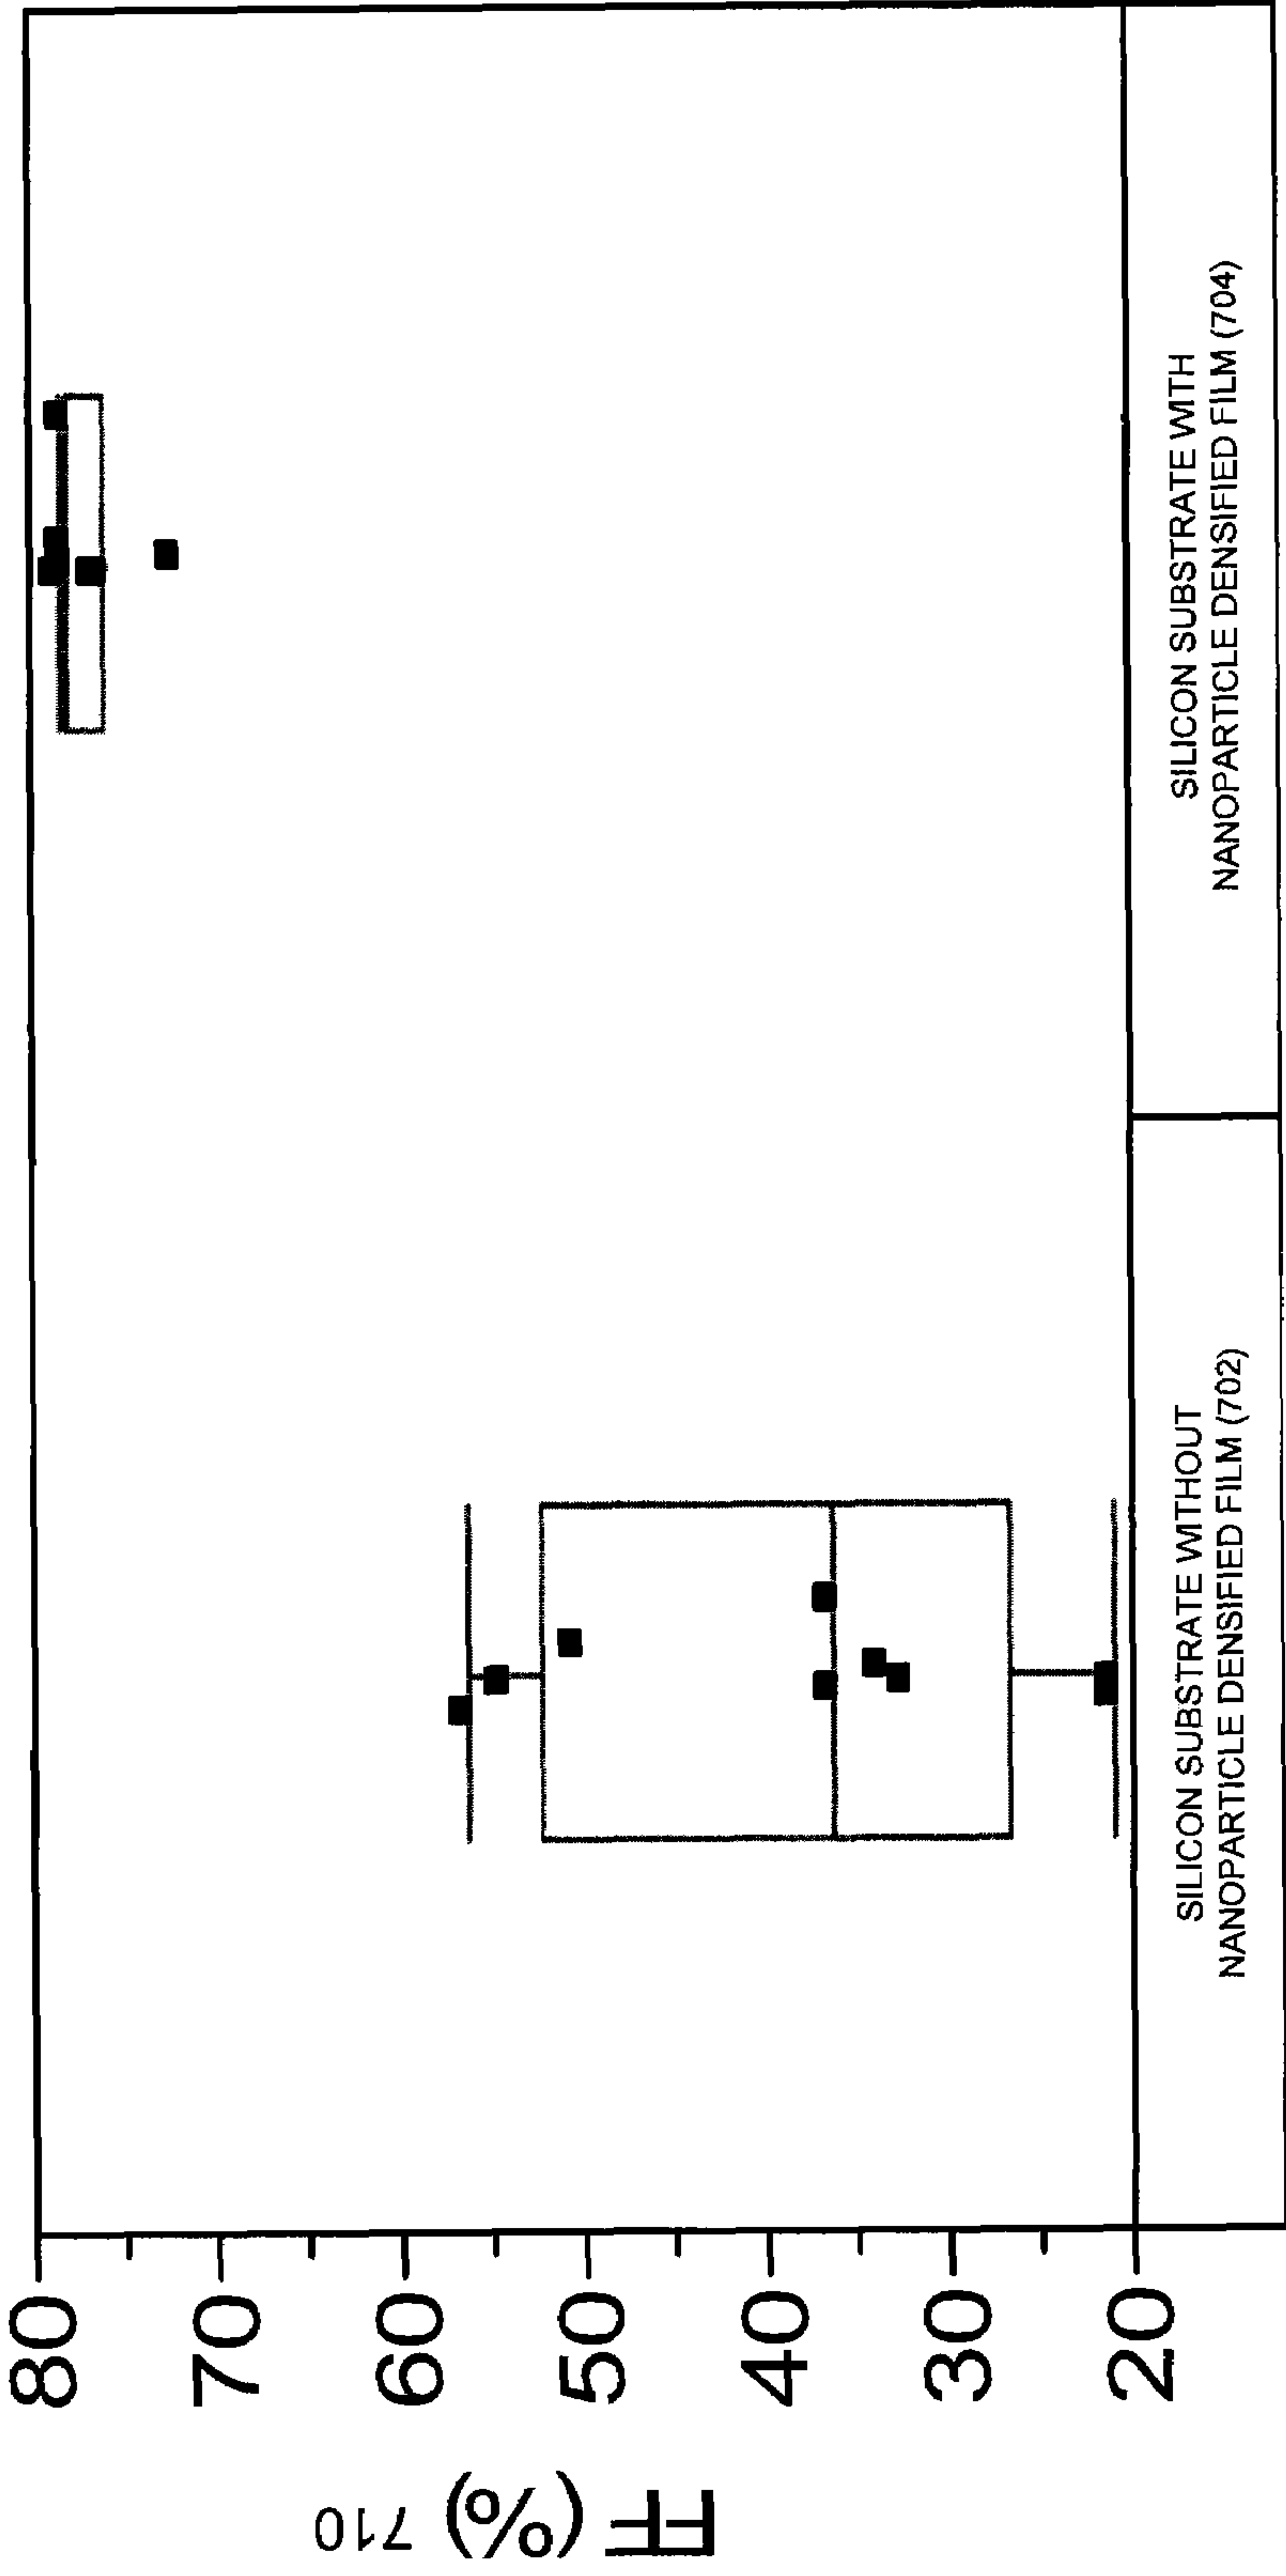 FF (%) 710
80
70
60
50
40
30
20
SILICON SUBSTRATE WITHOUT
NANOPARTICLE DENSIFIED FILM (702)
SILICON SUBSTRATE WITH
NANOPARTICLE DENSIFIED FILM (704)